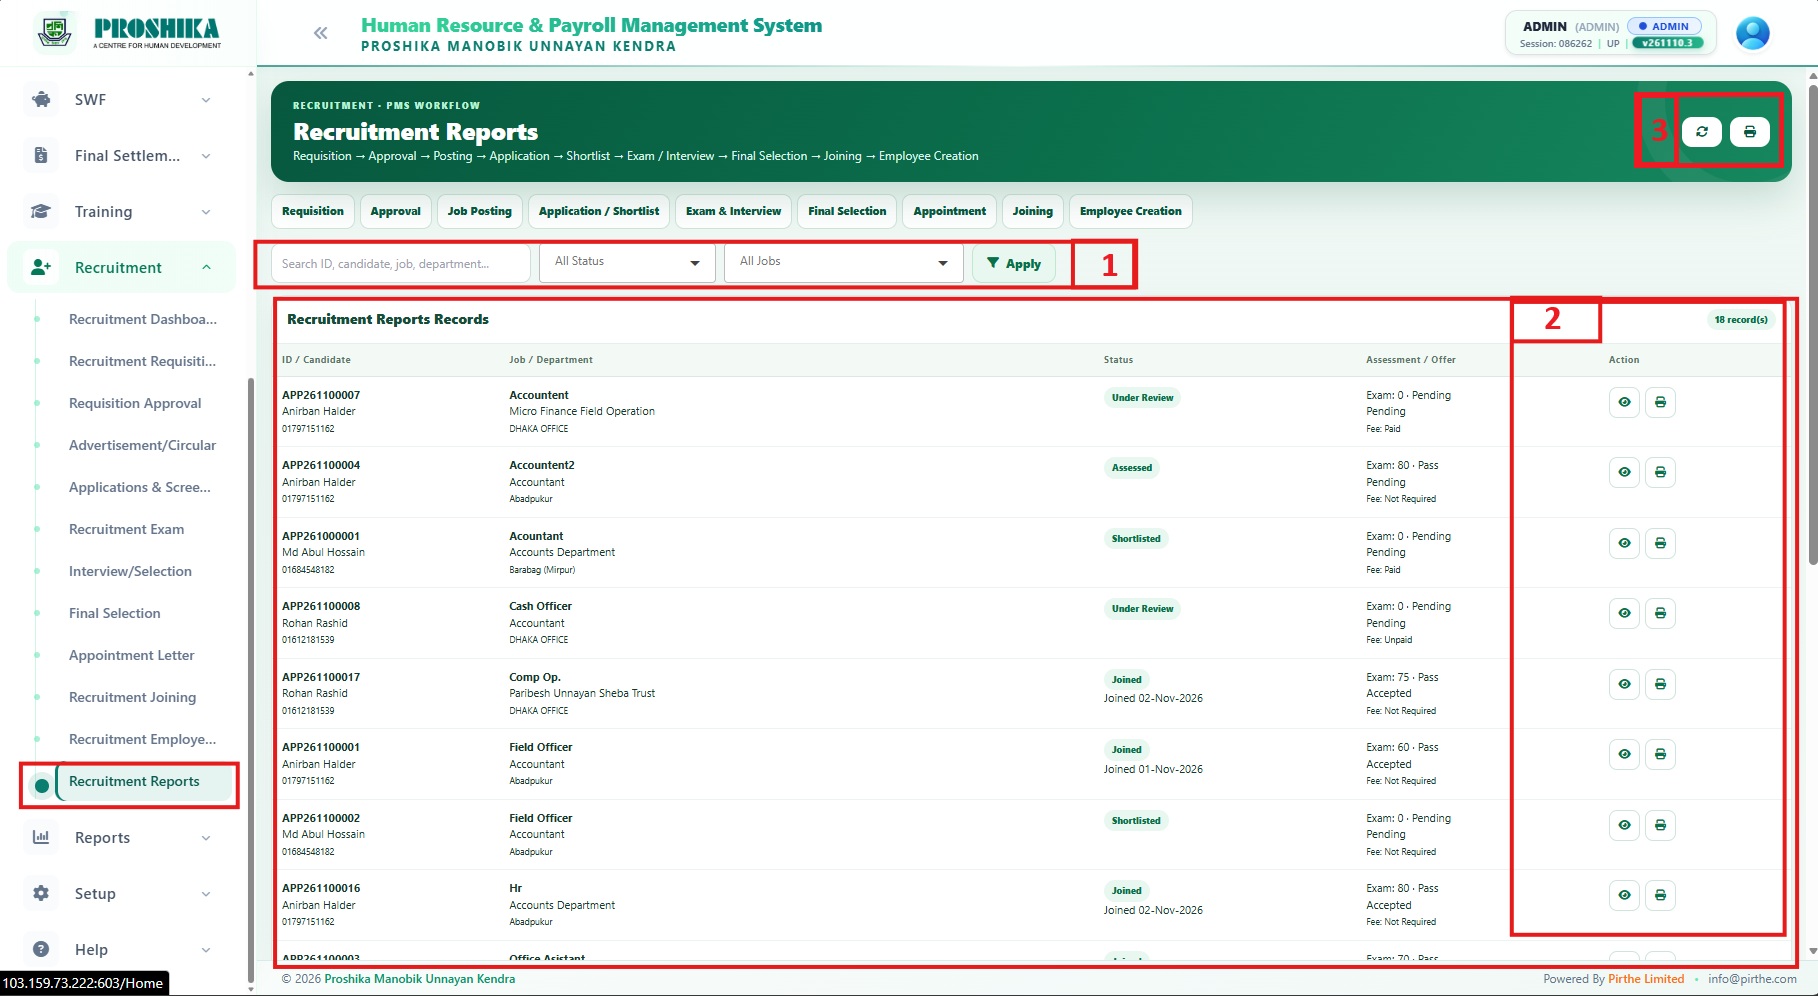 PROSHIKA
A CENTRE FOR HUMAN DEVELOPMENT
Human Resource & Payroll Management System
PROSHIKA MANOBIK UNNAYAN KENDRA
ADMIN (ADMIN) ADMIN
Session: 086262 | UP | v261110.3
SWF
Final Settlem...
Training
Recruitment
Recruitment Dashboa...
Recruitment Requisiti...
Requisition Approval
Advertisement/Circular
Applications & Scree...
Recruitment Exam
Interview/Selection
Final Selection
Appointment Letter
Recruitment Joining
Recruitment Employe...
Recruitment Reports
Reports
Setup
Help
103.159.73.222:603/Home
RECRUITMENT · PMS WORKFLOW
Recruitment Reports
Requisition → Approval → Posting → Application → Shortlist → Exam / Interview → Final Selection → Joining → Employee Creation
3
Requisition Approval Job Posting Application / Shortlist Exam & Interview Final Selection Appointment Joining Employee Creation
Search ID, candidate, job, department... All Status All Jobs Apply 1
Recruitment Reports Records 2 18 record(s)
ID / Candidate Job / Department Status Assessment / Offer Action
APP261100007 Accountent Under Review Exam: 0 · Pending
Anirban Halder Micro Finance Field Operation Pending
01797151162 DHAKA OFFICE Fee: Paid
APP261100004 Accountent2 Assessed Exam: 80 · Pass
Anirban Halder Accountant Pending
01797151162 Abadpukur Fee: Not Required
APP261000001 Acountant Shortlisted Exam: 0 · Pending
Md Abul Hossain Accounts Department Pending
01684548182 Barabag (Mirpur) Fee: Paid
APP261100008 Cash Officer Under Review Exam: 0 · Pending
Rohan Rashid Accountant Pending
01612181539 DHAKA OFFICE Fee: Unpaid
APP261100017 Comp Op. Joined Exam: 75 · Pass
Rohan Rashid Paribesh Unnayan Sheba Trust Joined 02-Nov-2026 Accepted
01612181539 DHAKA OFFICE Fee: Not Required
APP261100001 Field Officer Joined Exam: 60 · Pass
Anirban Halder Accountant Joined 01-Nov-2026 Accepted
01797151162 Abadpukur Fee: Not Required
APP261100002 Field Officer Shortlisted Exam: 0 · Pending
Md Abul Hossain Accountant Pending
01684548182 Abadpukur Fee: Not Required
APP261100016 Hr Joined Exam: 80 · Pass
Anirban Halder Accounts Department Joined 02-Nov-2026 Accepted
01797151162 Abadpukur Fee: Not Required
APP261100003 Office Asistant Joined Exam: 70 · Pass
© 2026 Proshika Manobik Unnayan Kendra
Powered By Pirthe Limited • info@pirthe.com